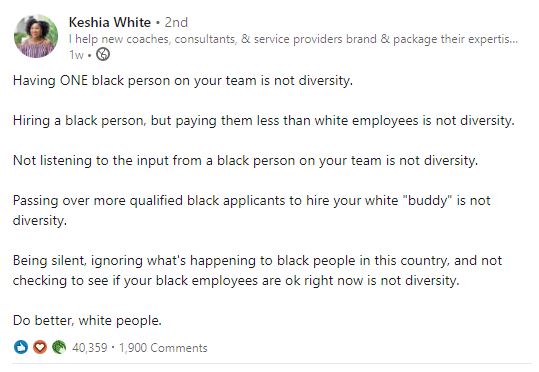 Keshia White • 2nd
I help new coaches, consultants, & service providers brand & package their expertis...
1w •
Having ONE black person on your team is not diversity.
Hiring a black person, but paying them less than white employees is not diversity.
Not listening to the input from a black person on your team is not diversity.
Passing over more qualified black applicants to hire your white "buddy" is not
diversity.
Being silent, ignoring what's happening to black people in this country, and not
checking to see if your black employees are ok right now is not diversity.
Do better, white people.
40,359 · 1,900 Comments